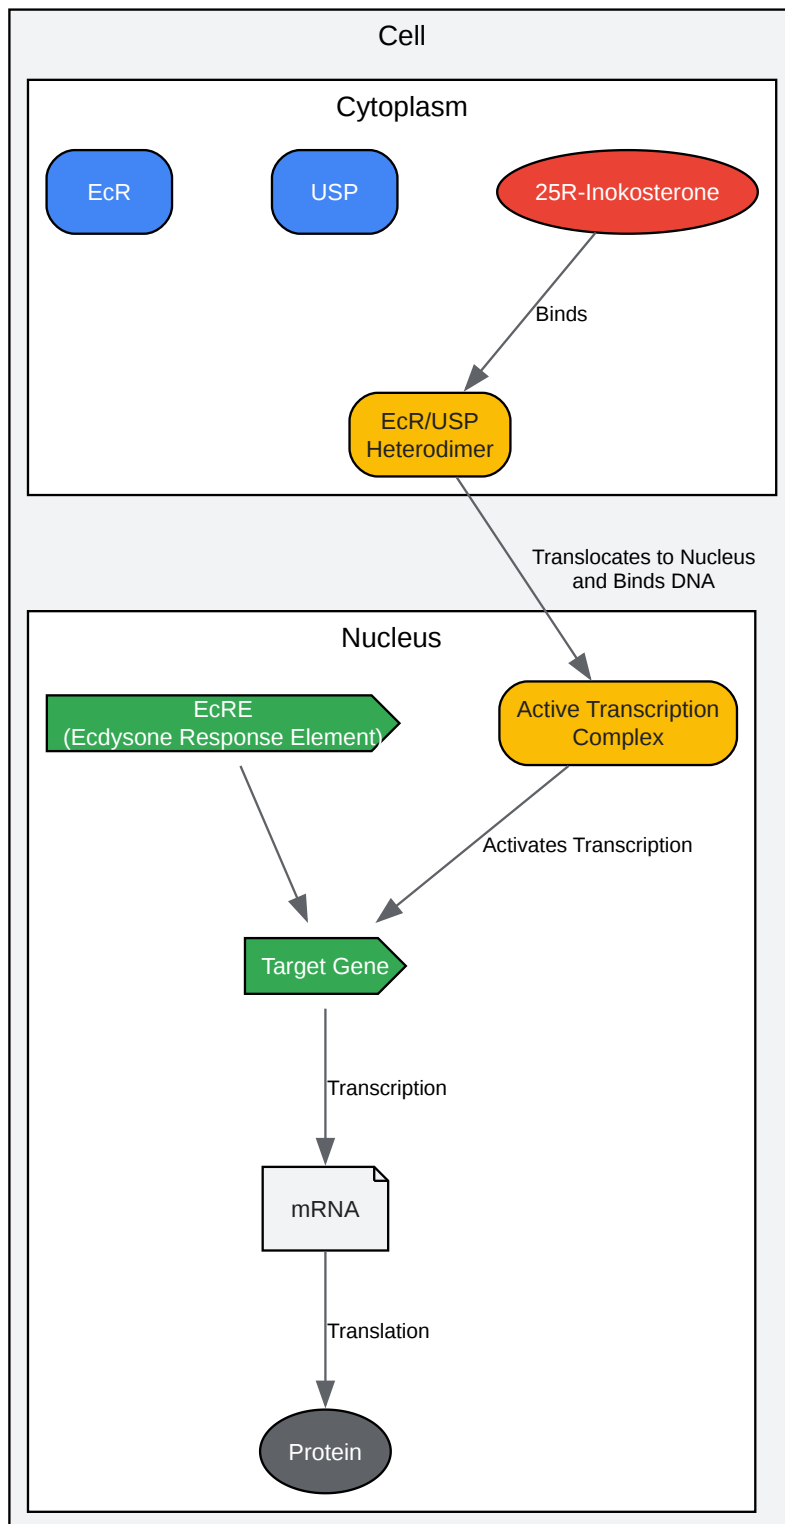 Cell
Cytoplasm
EcR
USP
25R-Inokosterone
Binds
EcR/USP
Heterodimer
Translocates to Nucleus
and Binds DNA
Nucleus
EcRE
(Ecdysone Response Element)
Active Transcription
Complex
Activates Transcription
Target Gene
Transcription
mRNA
Translation
Protein